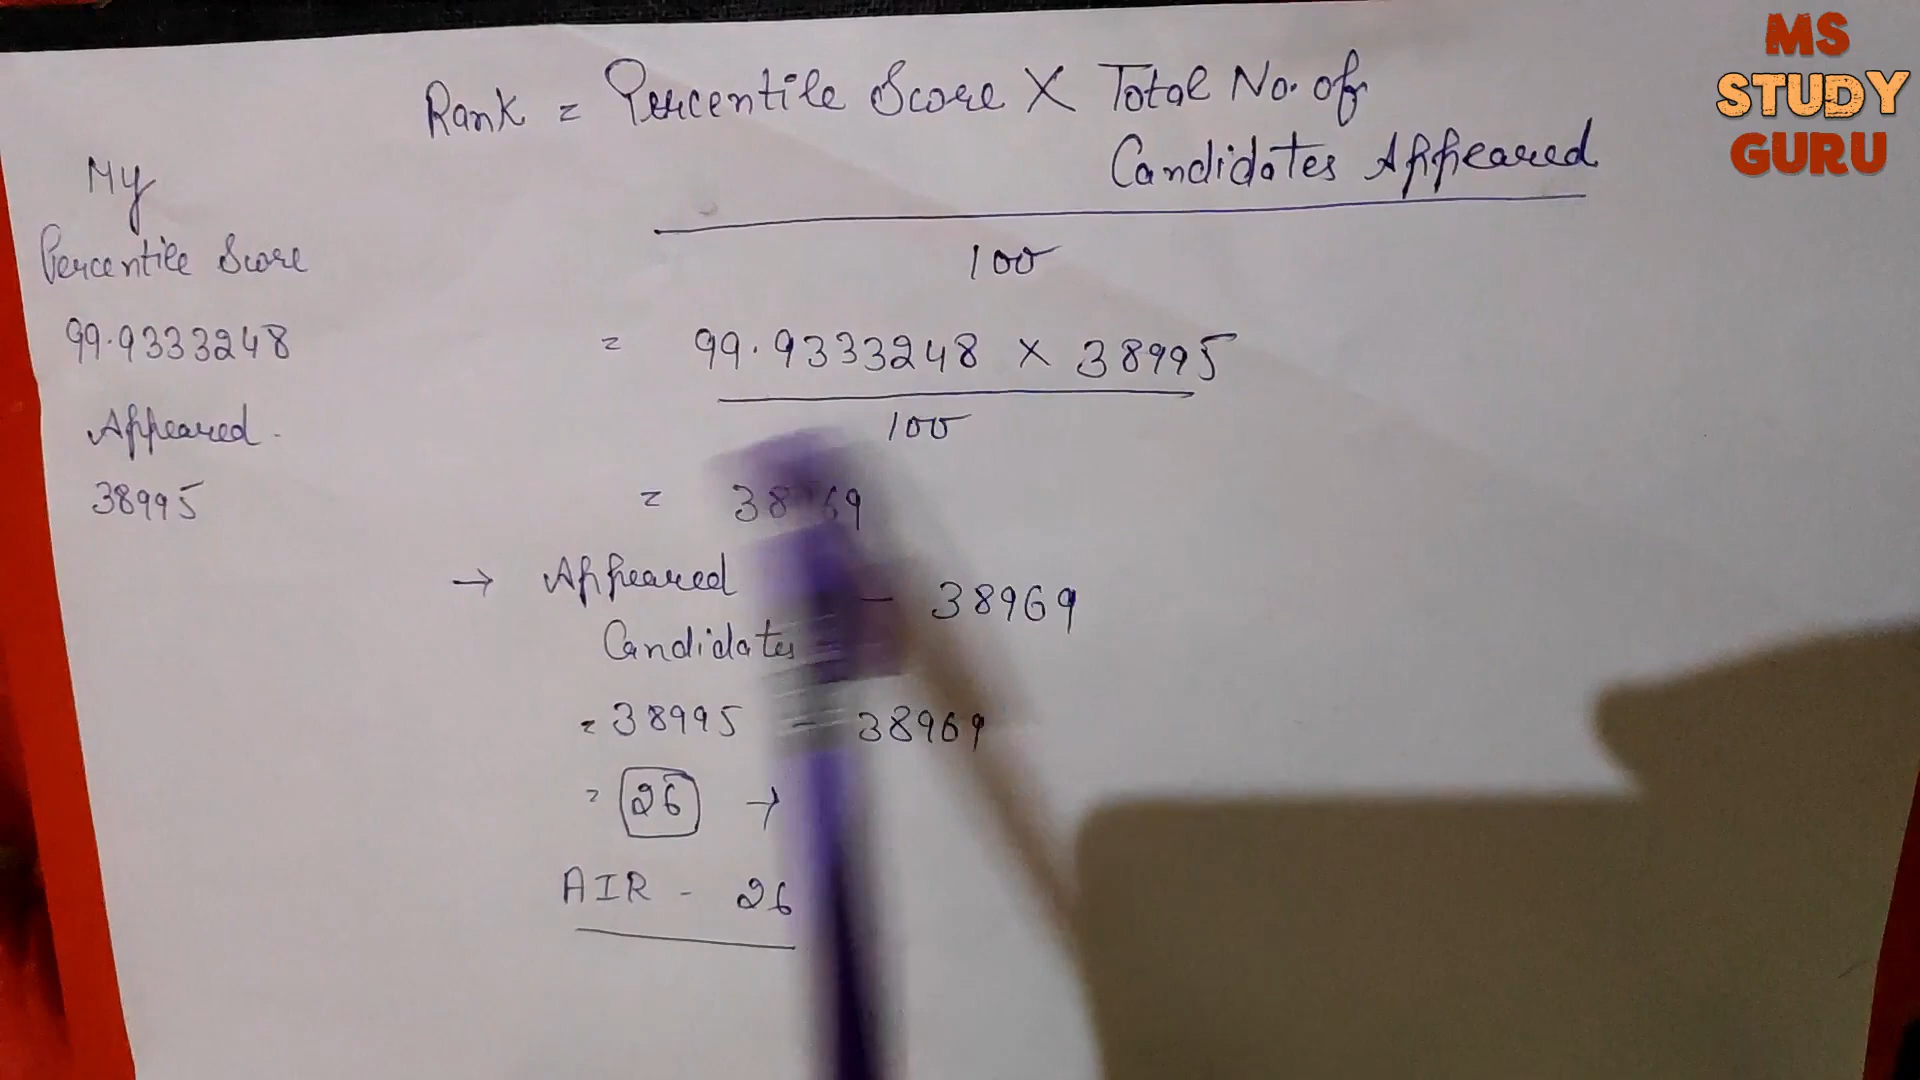 MS
STUDY
GURU
Rank = Percentile Score X Total No. of
Candidates Appeared
100
My
Percentile Score
99.9333248
Appeared.
38995
= 99.9333248 X 38995
100
=
→ Appeared
Candidates - 38969
= 38995 - 38969
= 26 →
AIR - 26